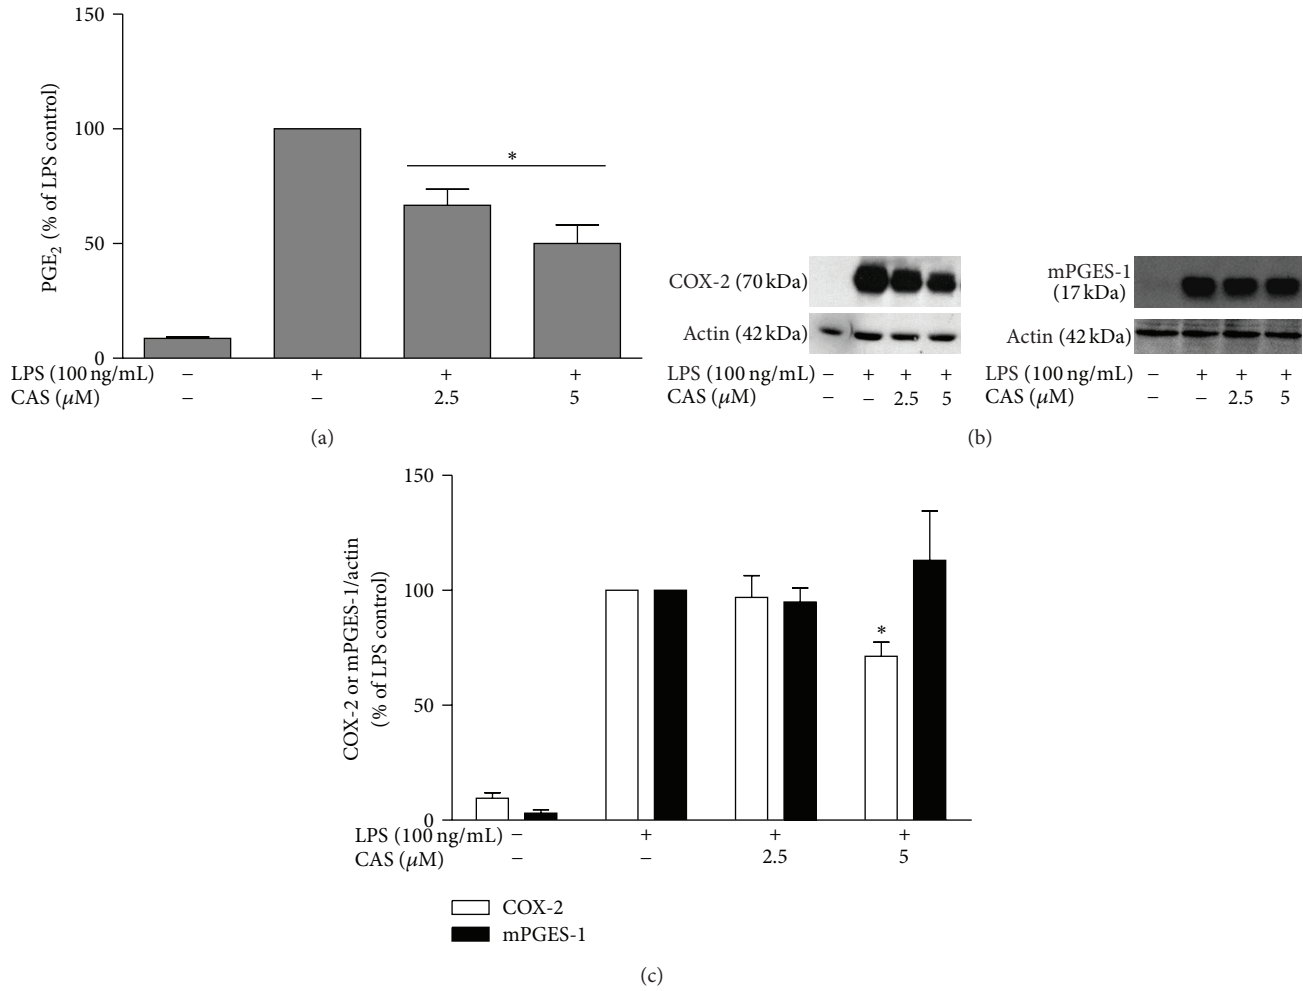 150
100
50
0
PGE2 (% of LPS control)
*
LPS (100 ng/mL) − + + +
CAS (μM) − − 2.5 5
(a)
COX-2 (70 kDa)
Actin (42 kDa)
LPS (100 ng/mL) − + + +
CAS (μM) − − 2.5 5
mPGES-1
(17 kDa)
Actin (42 kDa)
LPS (100 ng/mL) − + + +
CAS (μM) − − 2.5 5
(b)
150
100
50
0
COX-2 or mPGES-1/actin
(% of LPS control)
*
LPS (100 ng/mL) − + + +
CAS (μM) − − 2.5 5
COX-2
mPGES-1
(c)